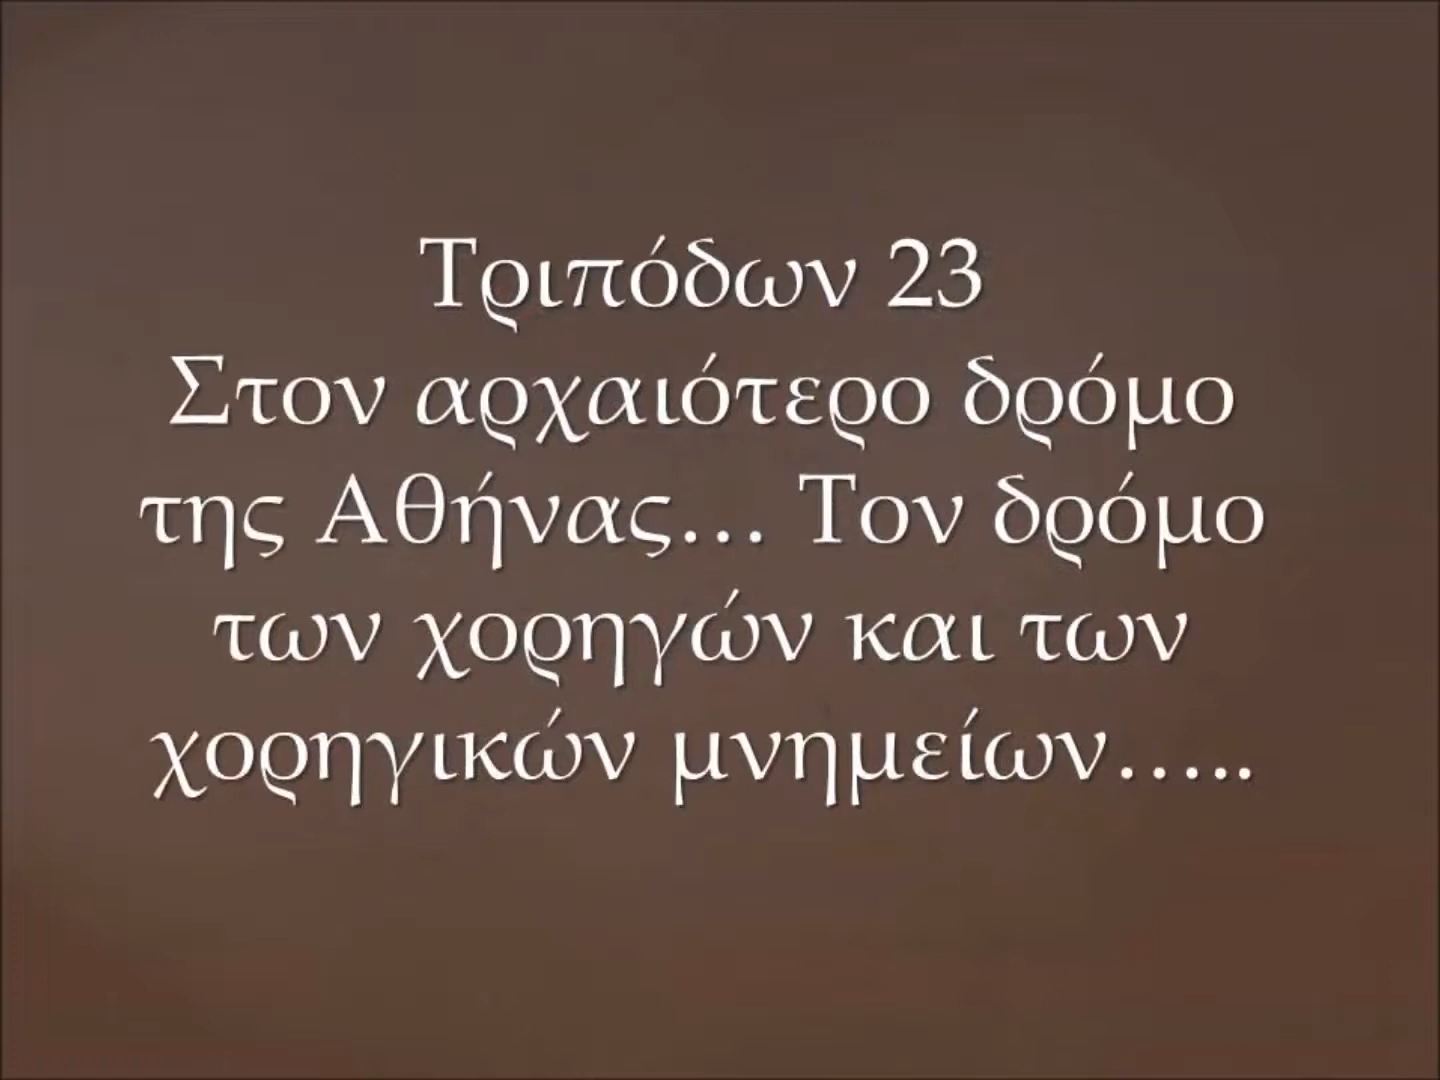 Τριπόδων 23
Στον αρχαιότερο δρόμο
της Αθήνας… Τον δρόμο
των χορηγών και των
χορηγικών μνημείων…..